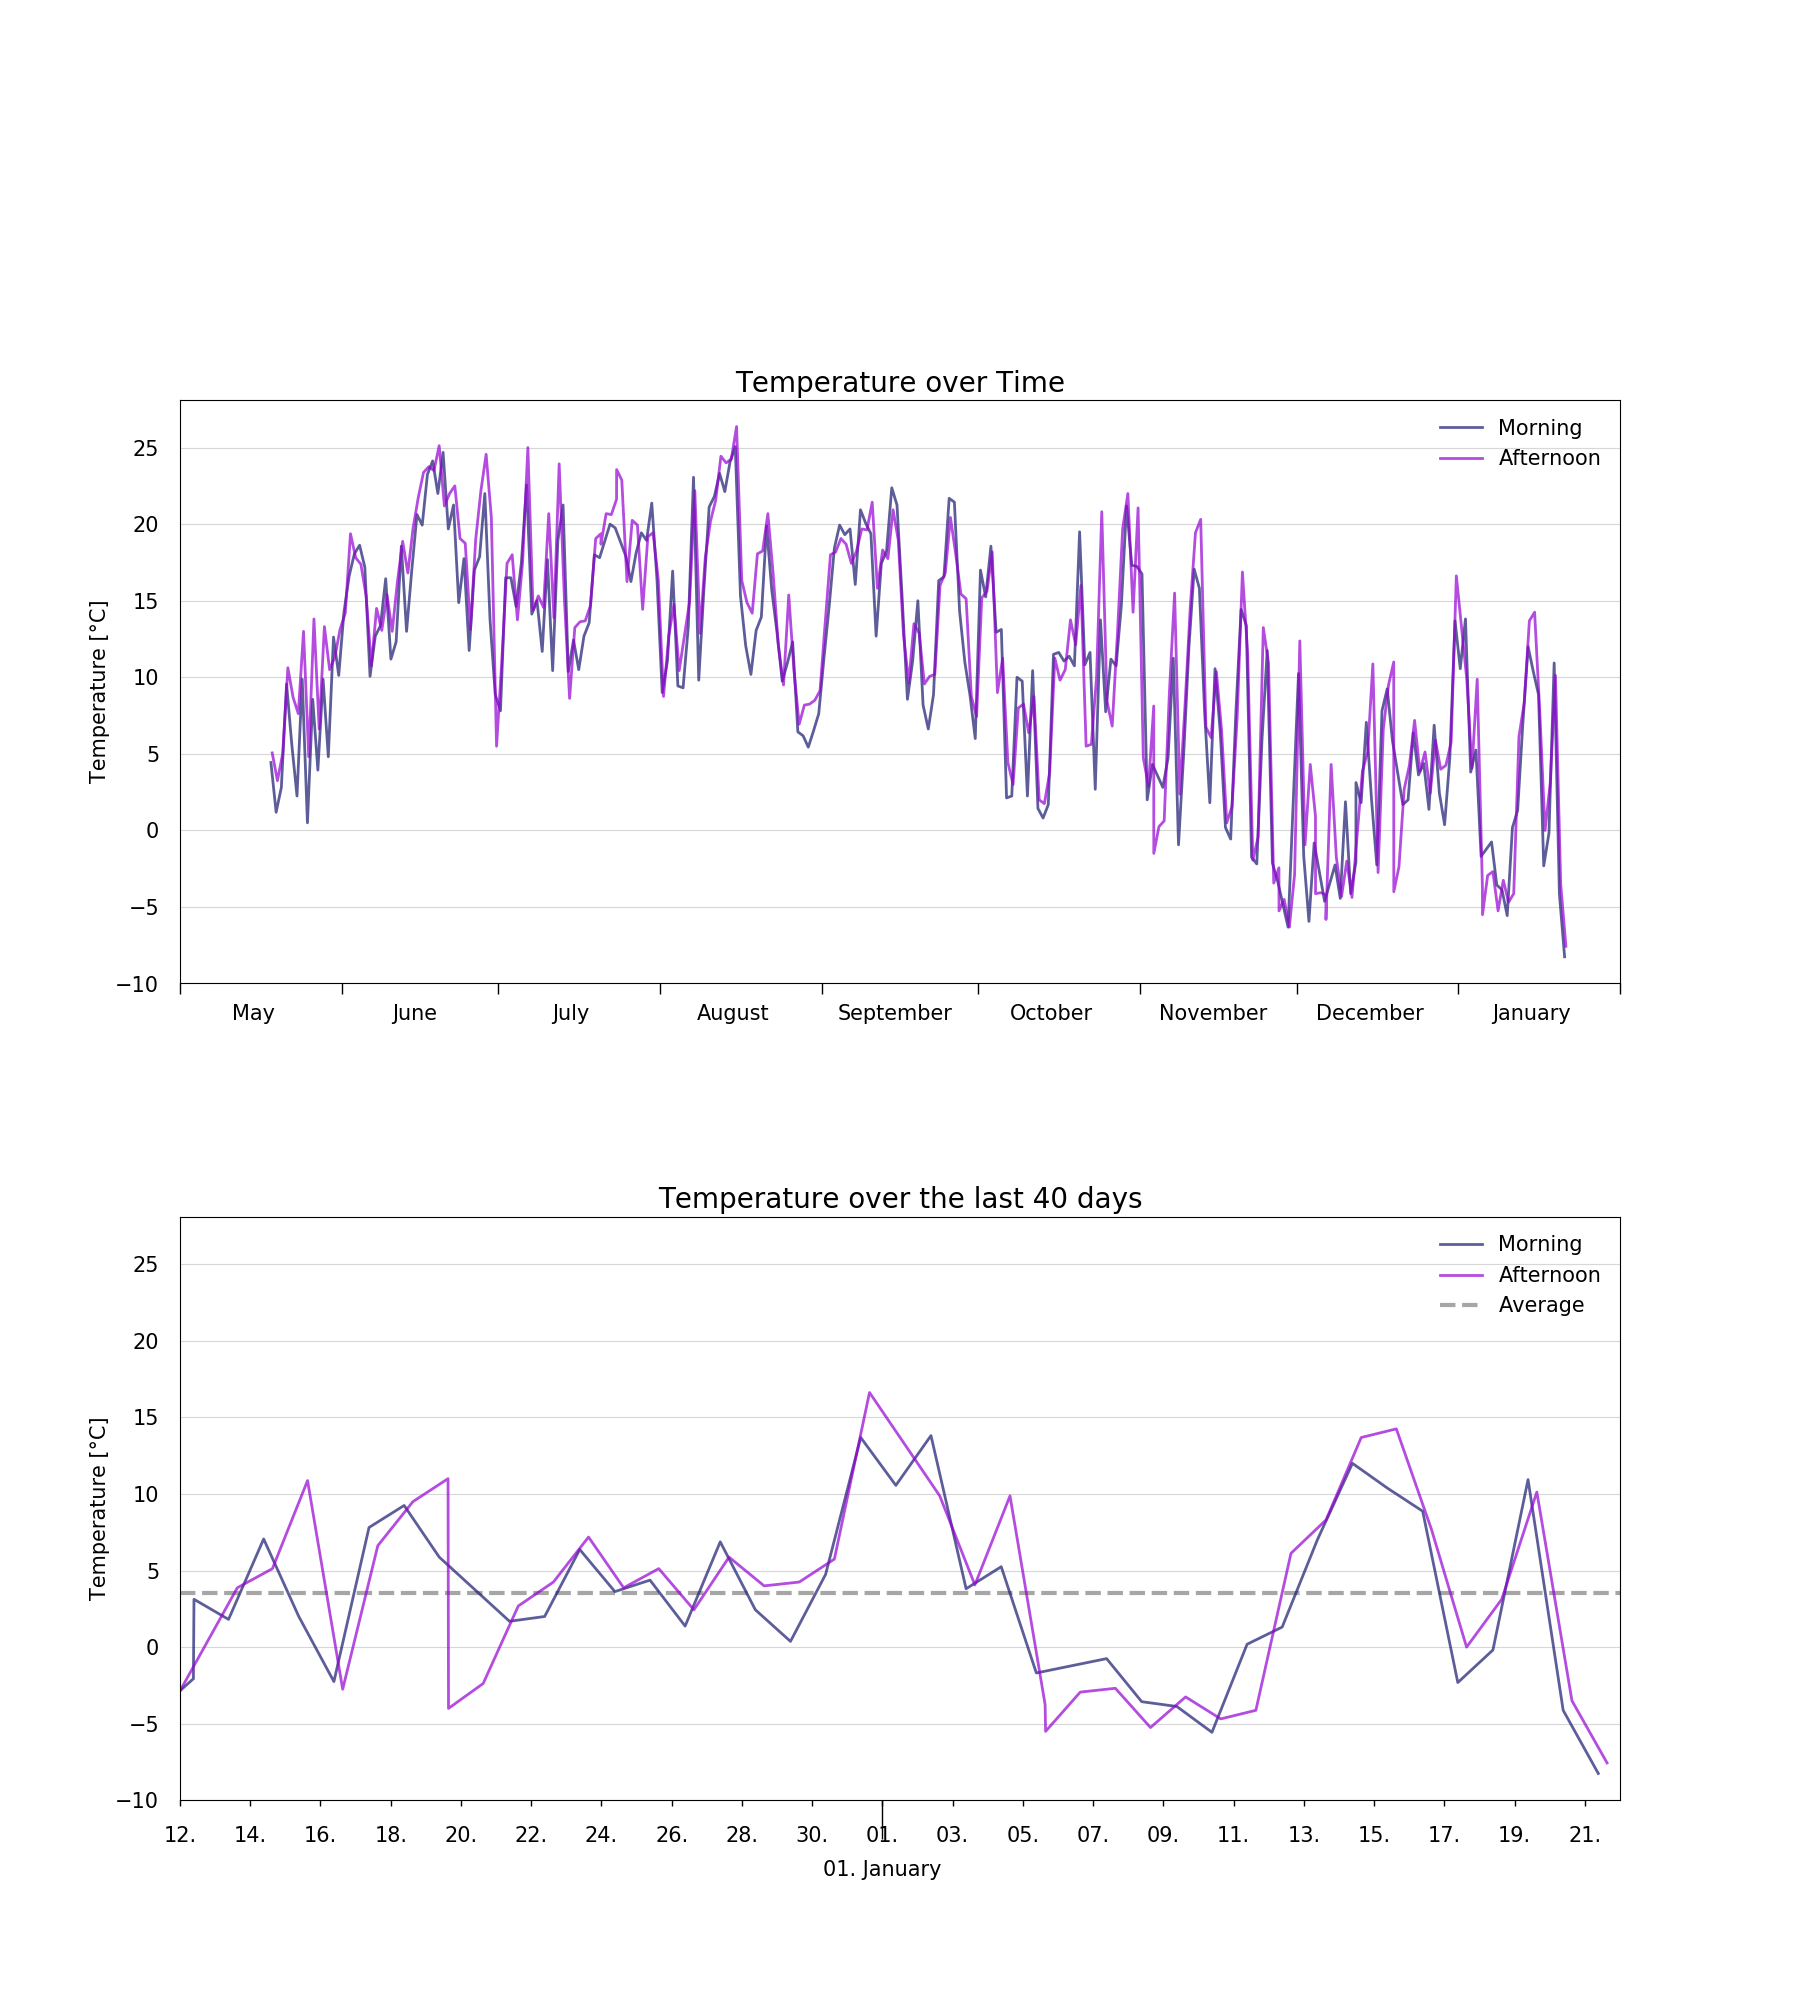 Temperature over Time
Temperature [°C]
25
20
15
10
5
0
−5
−10
Morning
Afternoon
May June July August September October November December January
Temperature over the last 40 days
Temperature [°C]
25
20
15
10
5
0
−5
−10
Morning
Afternoon
Average
12. 14. 16. 18. 20. 22. 24. 26. 28. 30. 01. 03. 05. 07. 09. 11. 13. 15. 17. 19. 21.
01. January